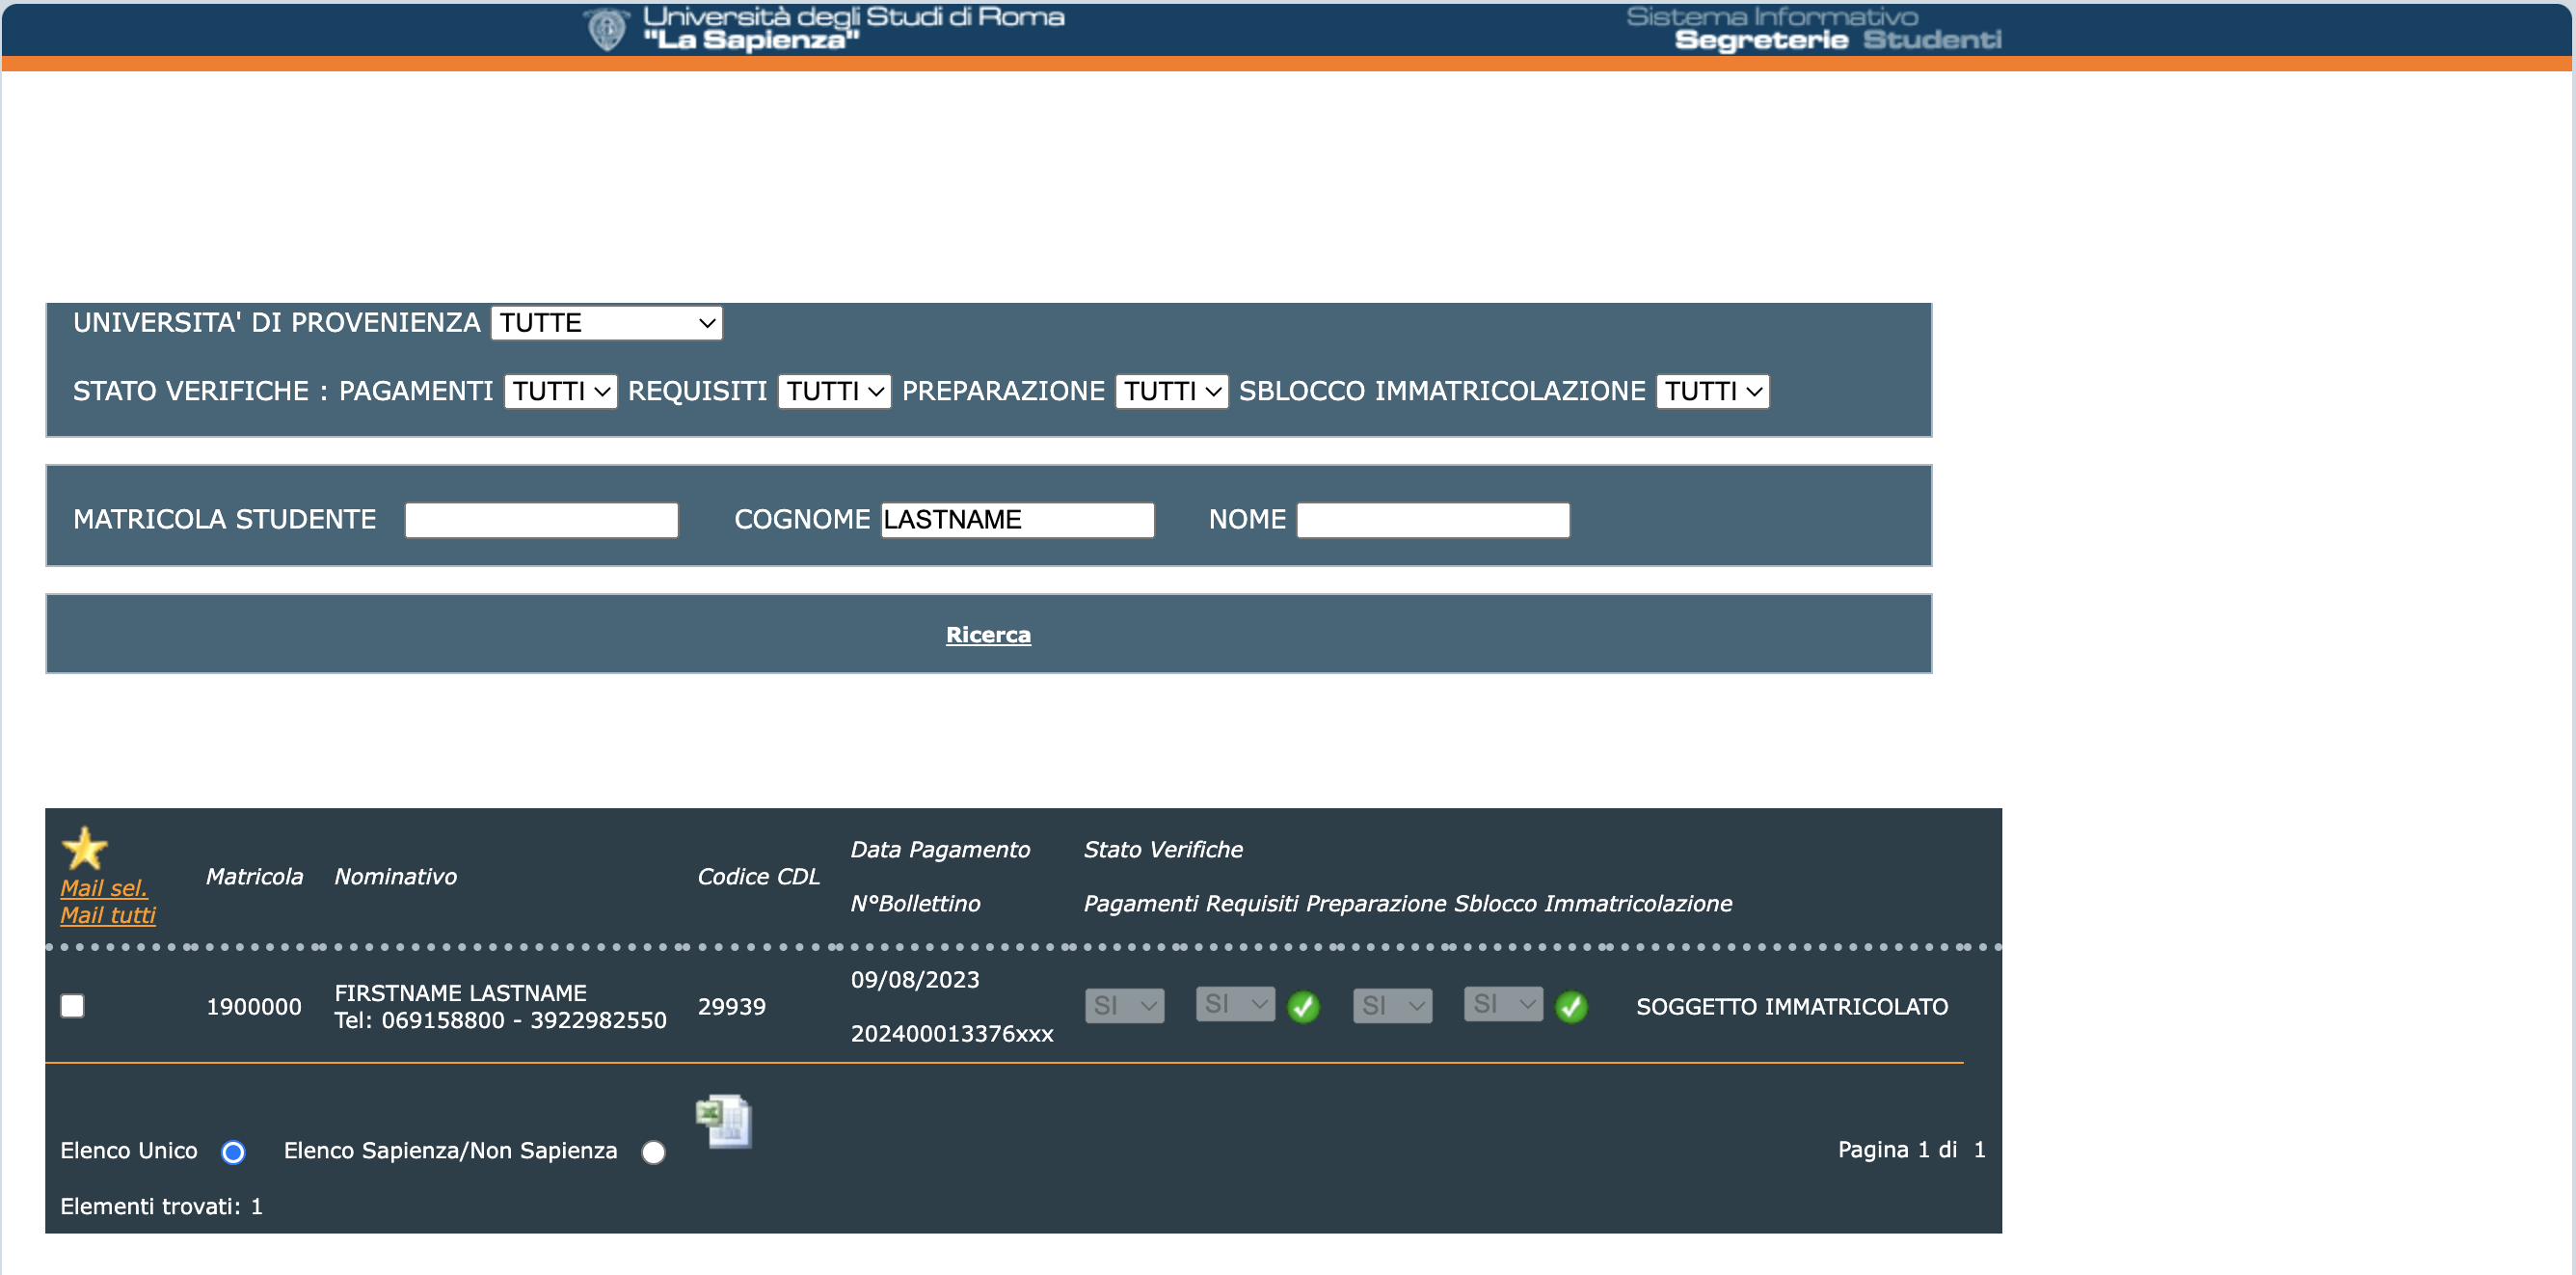 Università degli Studi di Roma
"La Sapienza"
Sistema Informativo
Segreterie Studenti
UNIVERSITA' DI PROVENIENZA TUTTE
STATO VERIFICHE : PAGAMENTI TUTTI REQUISITI TUTTI PREPARAZIONE TUTTI SBLOCCO IMMATRICOLAZIONE TUTTI
MATRICOLA STUDENTE COGNOME LASTNAME NOME
Ricerca
Mail sel.
Mail tutti
Matricola
Nominativo
Codice CDL
Data Pagamento
N°Bollettino
Stato Verifiche
Pagamenti Requisiti Preparazione Sblocco Immatricolazione
1900000
FIRSTNAME LASTNAME
Tel: 069158800 - 3922982550
29939
09/08/2023
202400013376xxx
SI SI SI SI
SOGGETTO IMMATRICOLATO
Elenco Unico Elenco Sapienza/Non Sapienza
Pagina 1 di 1
Elementi trovati: 1